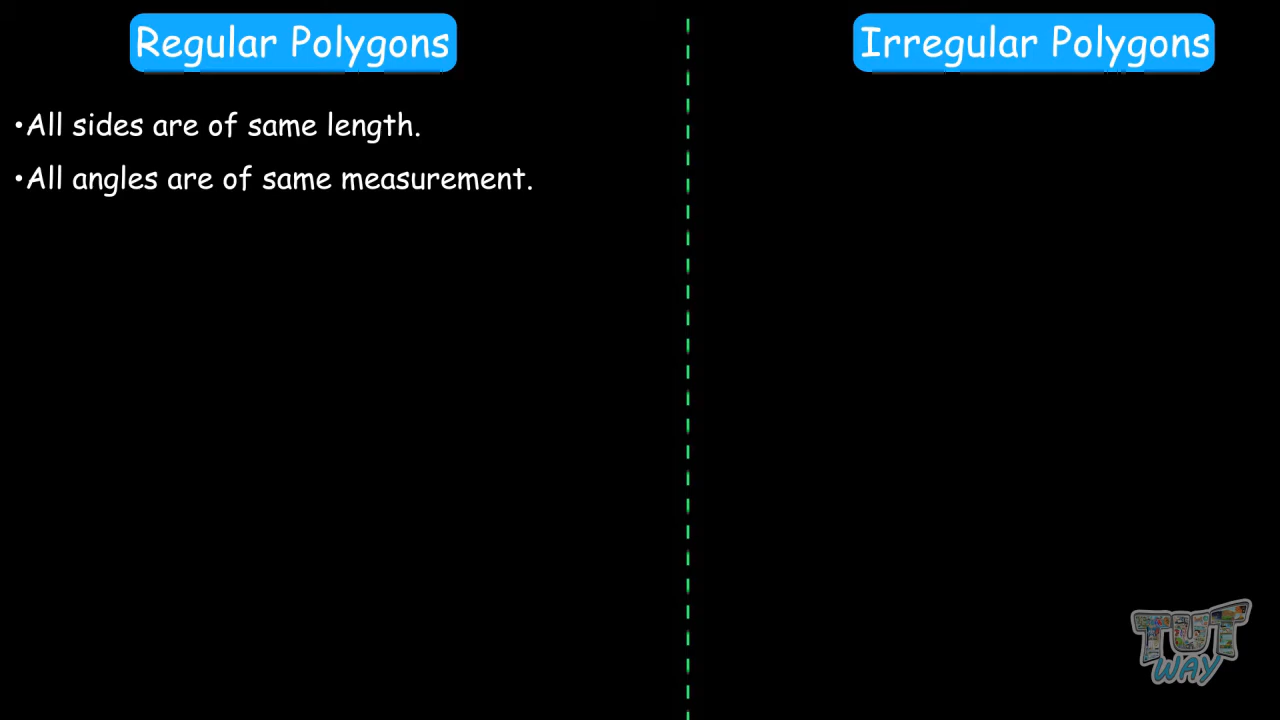 Regular Polygons
Irregular Polygons
•All sides are of same length.
•All angles are of same measurement.
TUT
WAY